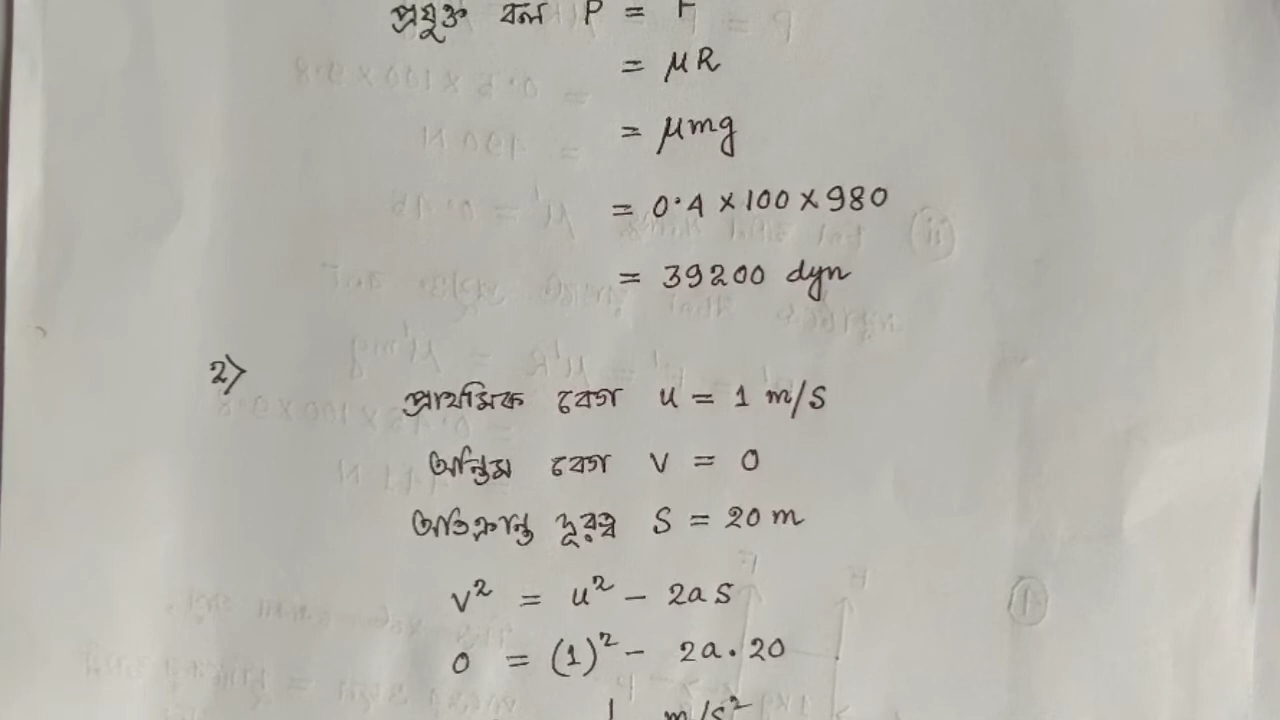 প্রযুক্ত বল P = F
= μR
= μmg
= 0.4 × 100 × 980
= 39200 dyn
2)
প্রাথমিক বেগ u = 1 m/s
অন্তিম বেগ v = 0
অতিক্রান্ত দূরত্ব S = 20 m
v² = u² - 2as
0 = (1)² - 2a.20
m/s²